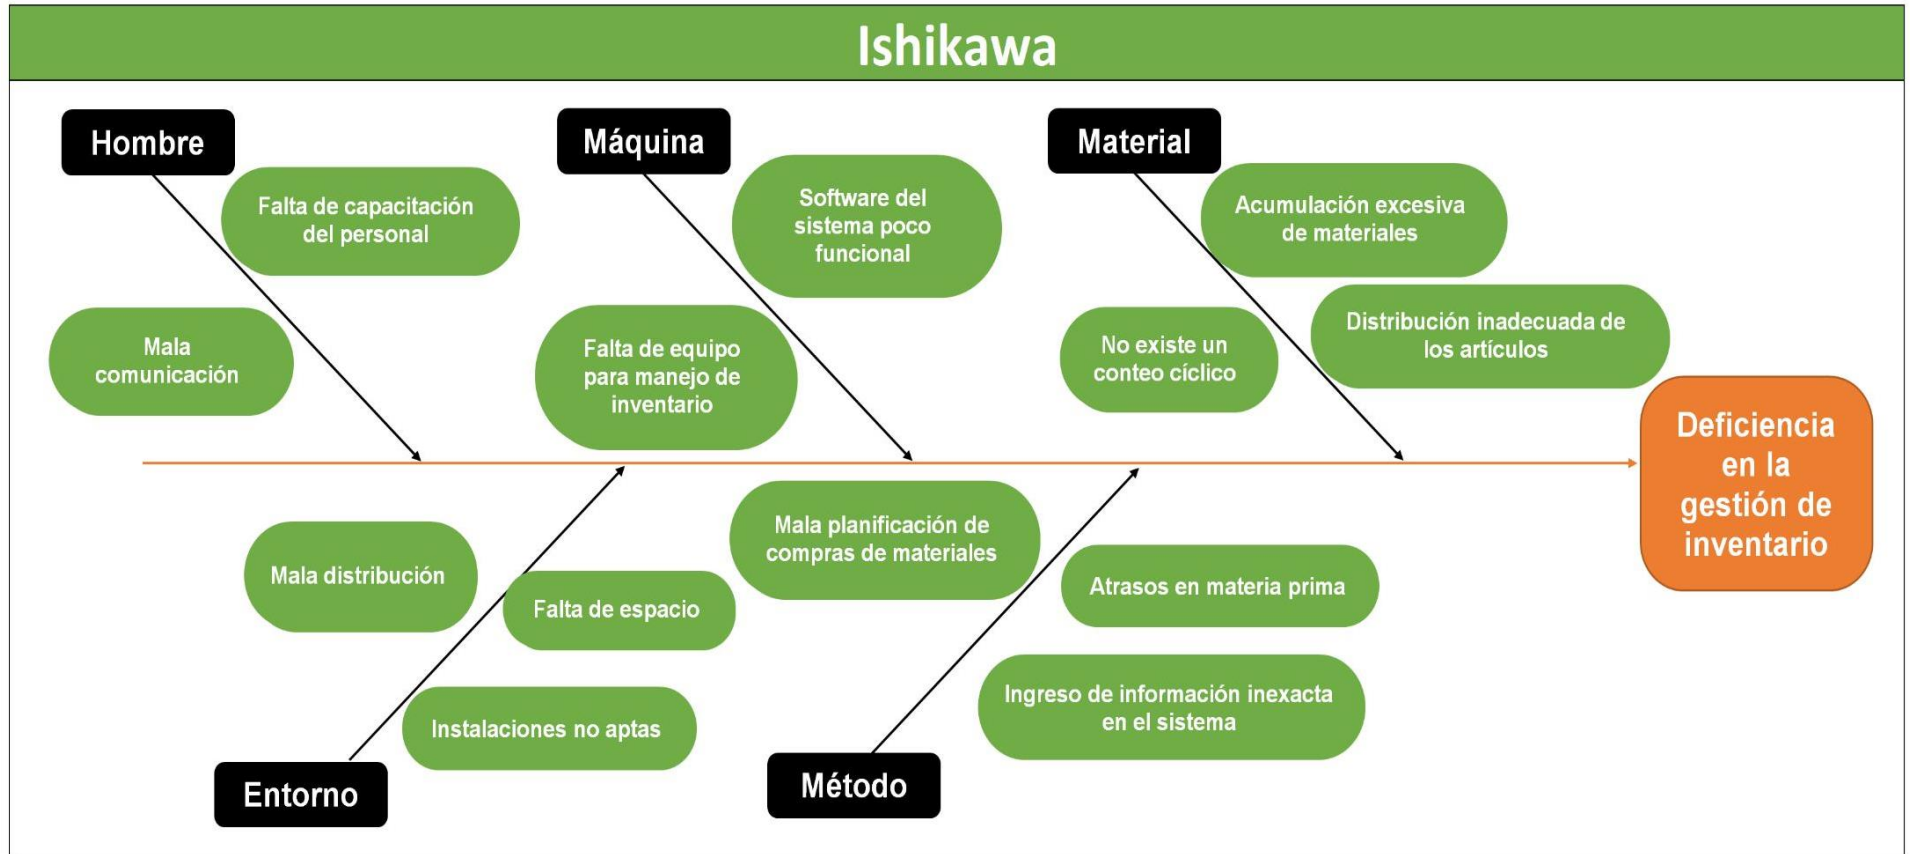 Ishikawa
Hombre
Máquina
Material
Falta de capacitación
del personal
Software del
sistema poco
funcional
Acumulación excesiva
de materiales
Mala
comunicación
Falta de equipo
para manejo de
inventario
No existe un
conteo cíclico
Distribución inadecuada de
los artículos
Deficiencia
en la
gestión de
inventario
Mala distribución
Falta de espacio
Instalaciones no aptas
Mala planificación de
compras de materiales
Atrasos en materia prima
Ingreso de información inexacta
en el sistema
Entorno
Método